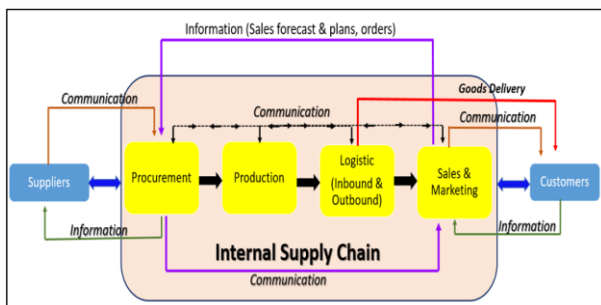 Information (Sales forecast & plans, orders)
Goods Delivery
Communication
Communication
Communication
Suppliers
Procurement
Production
Logistic
(Inbound &
Outbound)
Sales &
Marketing
Customers
Information
Information
Internal Supply Chain
Communication